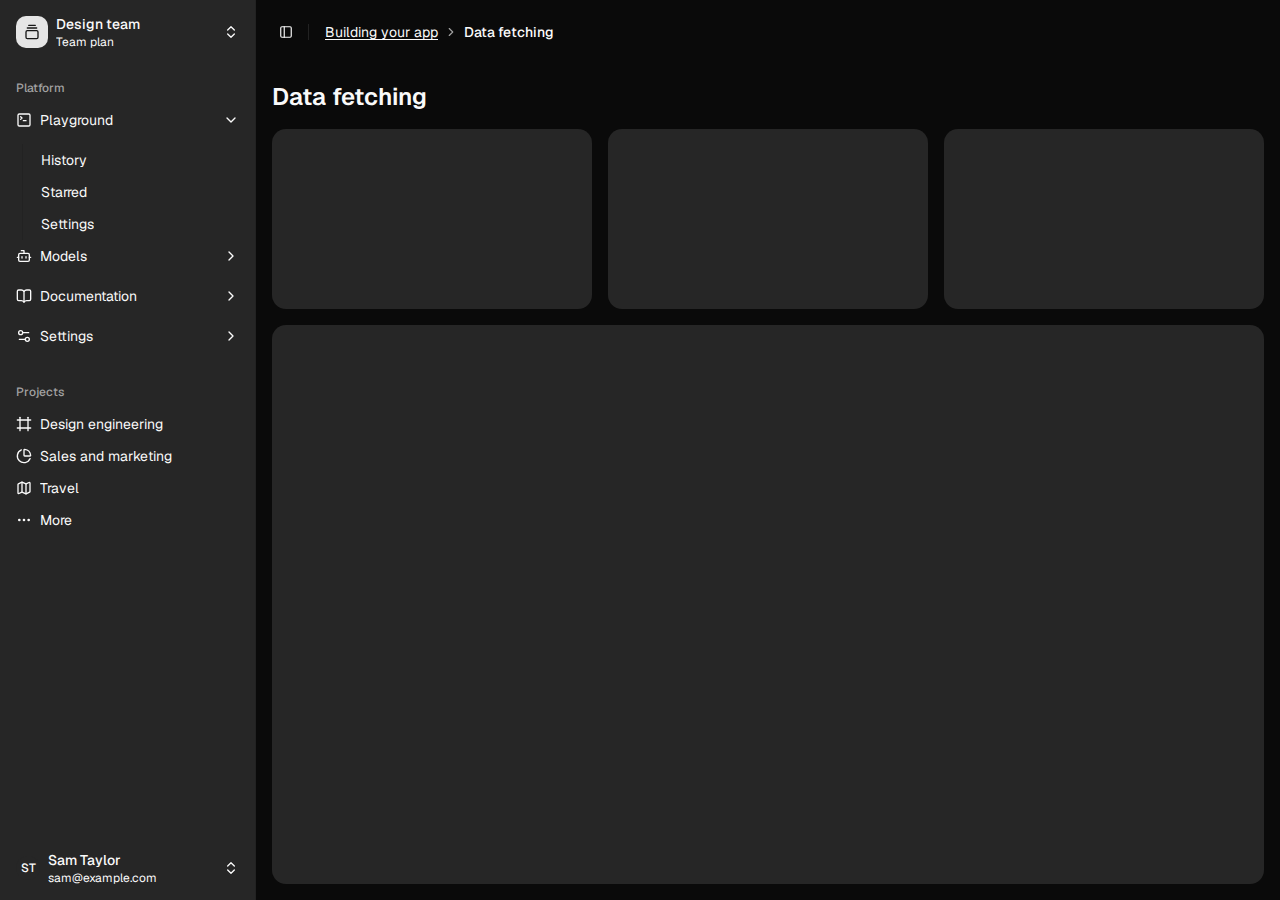 Design team
Team plan
Platform
Playground
History
Starred
Settings
Models
Documentation
Settings
Projects
Design engineering
Sales and marketing
Travel
More
ST
Sam Taylor
sam@example.com
Building your app
Data fetching
Data fetching